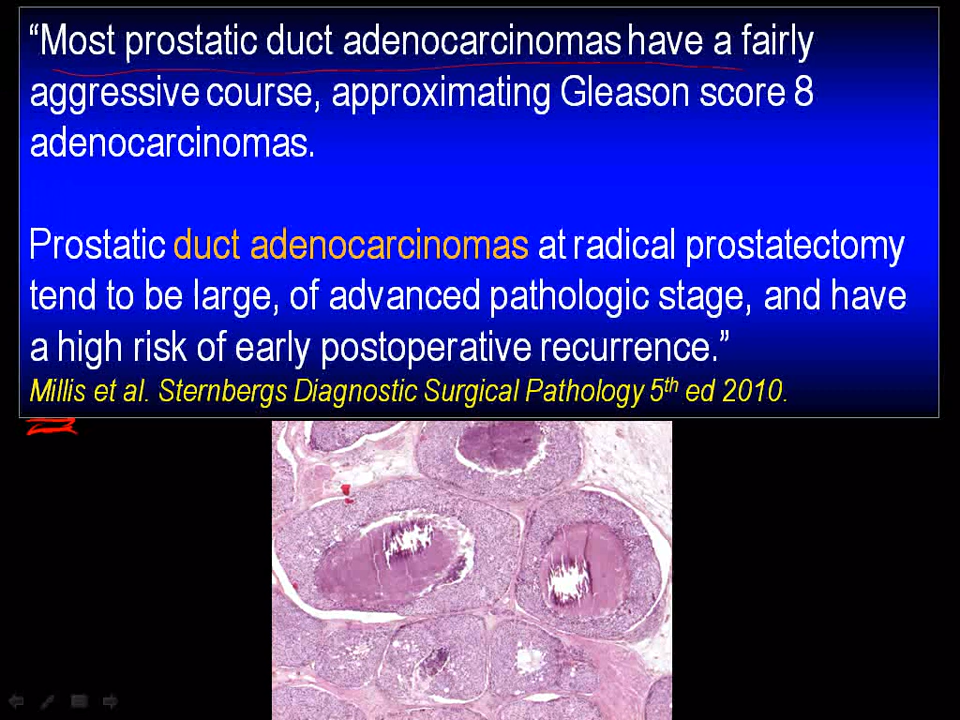 “Most prostatic duct adenocarcinomas have a fairly
aggressive course, approximating Gleason score 8
adenocarcinomas.
Prostatic duct adenocarcinomas at radical prostatectomy
tend to be large, of advanced pathologic stage, and have
a high risk of early postoperative recurrence.”
Millis et al. Sternbergs Diagnostic Surgical Pathology 5th ed 2010.